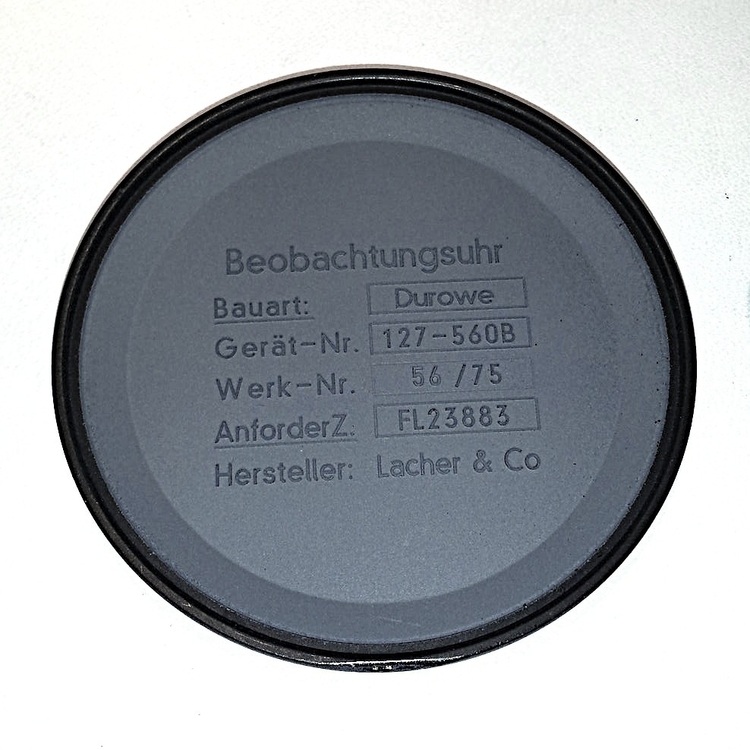 Beobachtungsuhr
Bauart: Durowe
Gerät-Nr. 127-560B
Werk-Nr. 56 /75
AnforderZ. FL23883
Hersteller: Lacher & Co